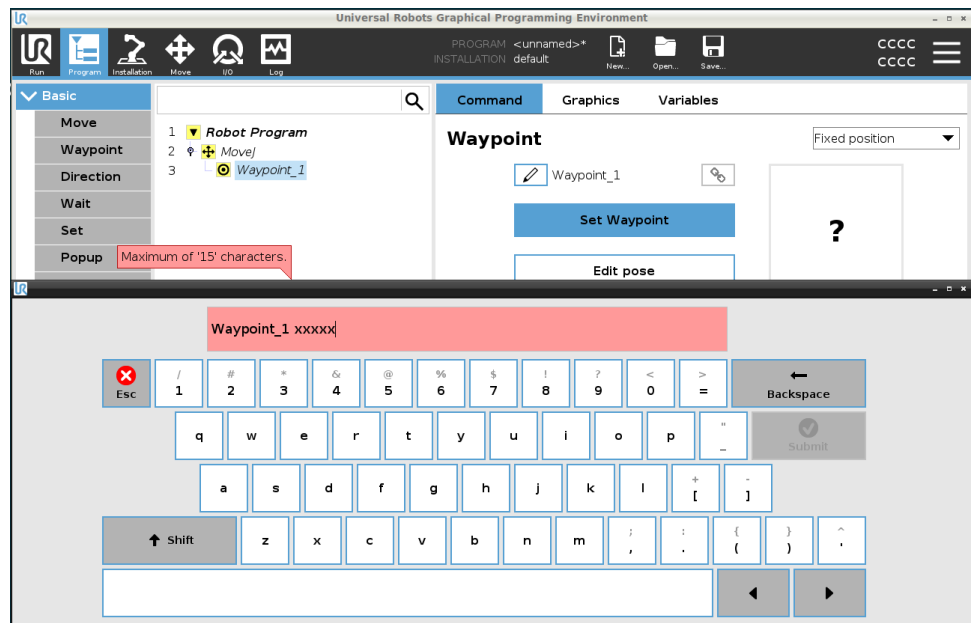 UR Universal Robots Graphical Programming Environment
UR
Run Program Installation Move I/O Log
PROGRAM <unnamed>*
INSTALLATION default
New... Open... Save...
CCCC
CCCC
Basic
Move
Waypoint
Direction
Wait
Set
Popup
1 Robot Program
2 MoveJ
3 Waypoint_1
Command Graphics Variables
Waypoint
Fixed position
Waypoint_1
Set Waypoint
?
Edit pose
Maximum of '15' characters.
UR
Waypoint_1 xxxxx
/ # * & @ % $ ! ? < >
Esc 1 2 3 4 5 6 7 8 9 0 = Backspace
"
q w e r t y u i o p _ Submit
+ -
a s d f g h j k l [ ]
; : { } ^
Shift z x c v b n m , . ( ) '